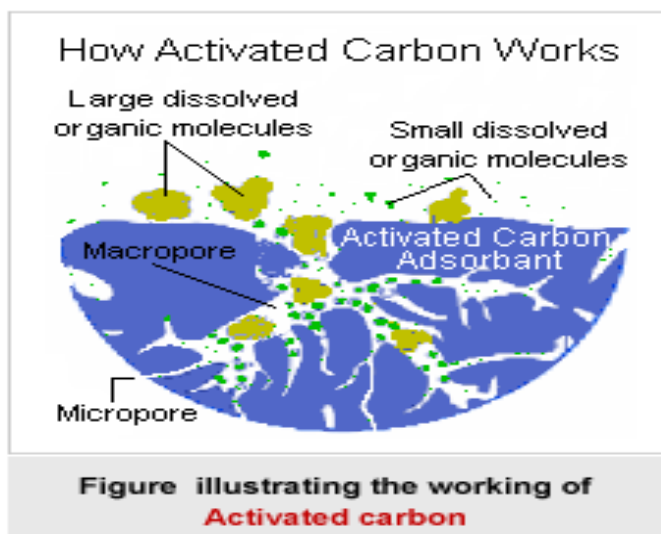 How Activated Carbon Works
Large dissolved
organic molecules
Small dissolved
organic molecules
Macropore
Activated Carbon
Adsorbant
Micropore
Figure illustrating the working of
Activated carbon